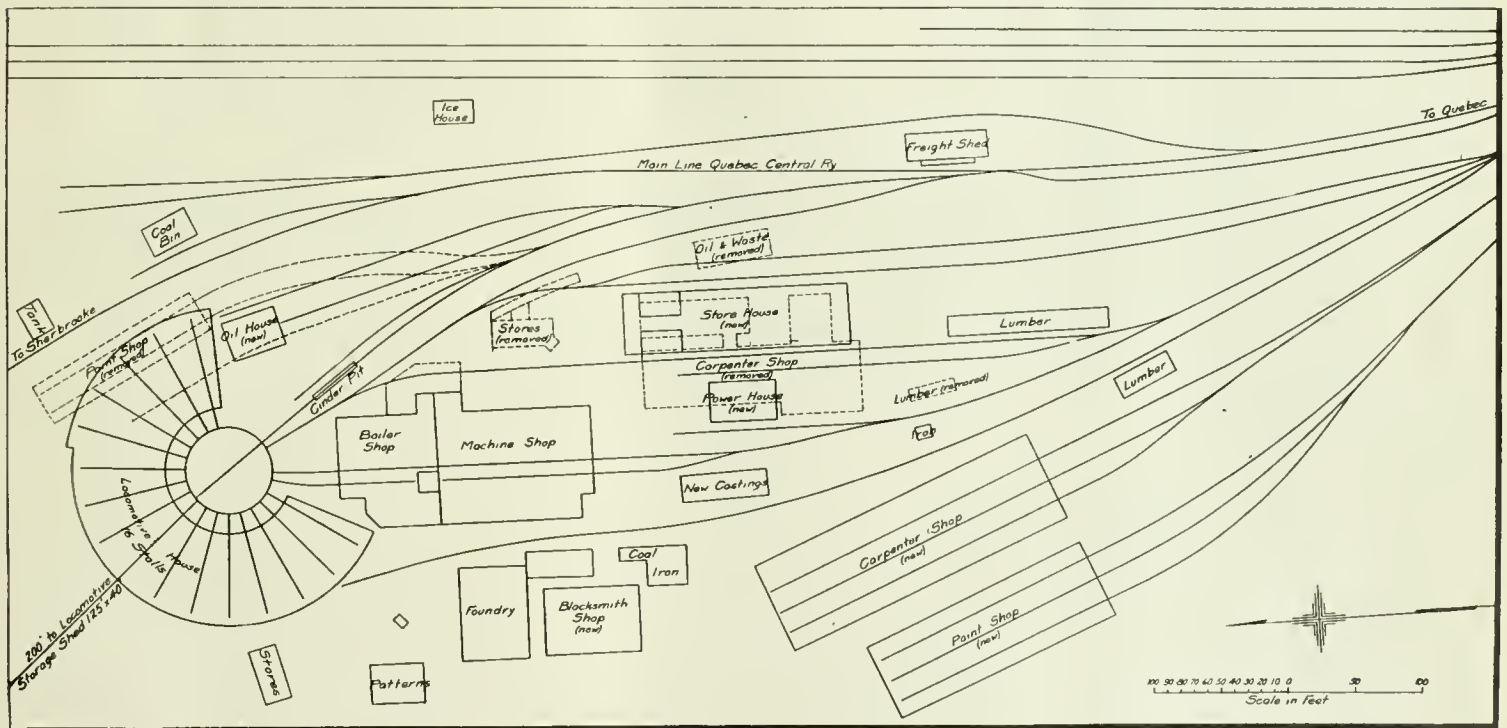 Ice
House
To Quebec
Freight Shed
Main Line Quebec Central Ry
Coal
Bin
Oil & Waste
(removed)
Tank
To Sherbrooke
Oil House
(new)
Paint Shop
(removed)
Stores
(removed)
Store House
(new)
Lumber
Carpenter Shop
(removed)
Power House
(new)
Lumber (removed)
Lumber
Cinder Pit
Boiler
Shop
Machine Shop
New Castings
Locomotive House
16 Stalls
Carpenter Shop
(new)
Coal
Iron
Foundry
Blacksmith
Shop
(new)
Paint Shop
(new)
200' to Locomotive
Storage Shed 125' x 40'
Stores
Patterns
100 90 80 70 60 50 40 30 20 10 0 50 100
Scale in Feet